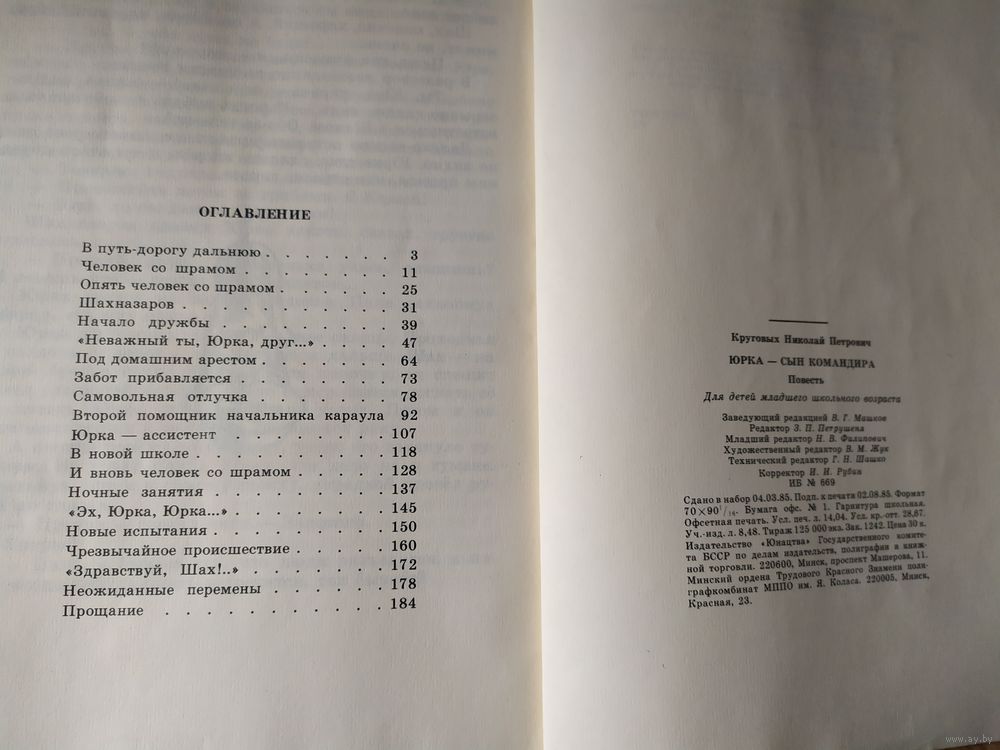 ОГЛАВЛЕНИЕ
В путь-дорогу дальнюю . . . . . . . 3
Человек со шрамом . . . . . . . . 11
Опять человек со шрамом . . . . . . 25
Шахназаров . . . . . . . . . . . 31
Начало дружбы . . . . . . . . . 39
«Неважный ты, Юрка, друг...» . . . . 47
Под домашним арестом . . . . . . . 64
Забот прибавляется . . . . . . . . 73
Самовольная отлучка . . . . . . . 78
Второй помощник начальника караула 92
Юрка — ассистент . . . . . . . . 107
В новой школе . . . . . . . . . . 118
И вновь человек со шрамом . . . . . 128
Ночные занятия . . . . . . . . . 137
«Эх, Юрка, Юрка...» . . . . . . . . 145
Новые испытания . . . . . . . . . 150
Чрезвычайное происшествие . . . . . 160
«Здравствуй, Шах!..» . . . . . . . 172
Неожиданные перемены . . . . . . 178
Прощание . . . . . . . . . . . 184
Круговых Николай Петрович
ЮРКА — СЫН КОМАНДИРА
Повесть
Для детей младшего школьного возраста
Заведующий редакцией В. Г. Машков
Редактор З. П. Петрушеня
Младший редактор Н. В. Филипович
Художественный редактор В. М. Жук
Технический редактор Г. Н. Шашко
Корректор И. И. Рубан
ИБ № 669
Сдано в набор 04.03.85. Подп. к печати 02.08.85. Формат
70×90¹/₁₆. Бумага офс. № 1. Гарнитура школьная.
Офсетная печать. Усл. печ. л. 14,04. Усл. кр.-отт. 28,67.
Уч.-изд. л. 8,48. Тираж 125 000 экз. Зак. 1242. Цена 30 к.
Издательство «Юнацтва» Государственного комите-
та БССР по делам издательств, полиграфии и книж-
ной торговли. 220600, Минск, проспект Машерова, 11.
Минский ордена Трудового Красного Знамени поли-
графкомбинат МППО им. Я. Коласа. 220005, Минск,
Красная, 23.
www.ay.by